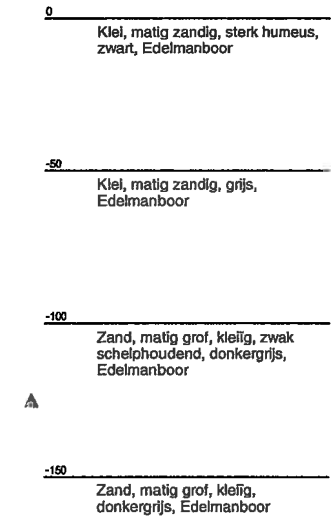 0
Klei, matig zandig, sterk humeus,
zwart, Edelmanboor
-50
Klei, matig zandig, grijs,
Edelmanboor
-100
Zand, matig grof, kleiïg, zwak
schelphoudend, donkergrijs,
Edelmanboor
-150
Zand, matig grof, kleiïg,
donkergrijs, Edelmanboor